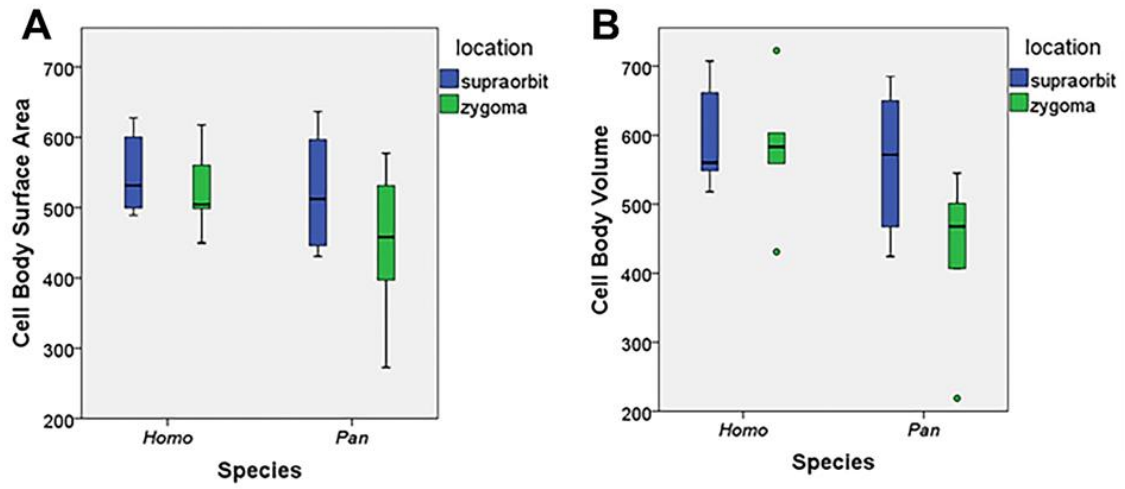 A
location
supraorbit
zygoma
Cell Body Surface Area
700
600
500
400
300
200
Homo
Pan
Species
B
location
supraorbit
zygoma
Cell Body Volume
700
600
500
400
300
200
Homo
Pan
Species